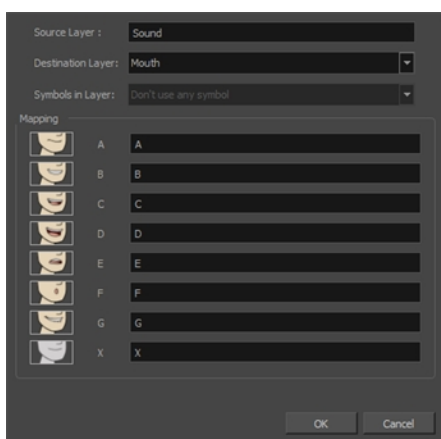 Source Layer : Sound
Destination Layer: Mouth
Symbols in Layer: Don't use any symbol
Mapping
A A
B B
C C
D D
E E
F F
G G
X X
OK Cancel